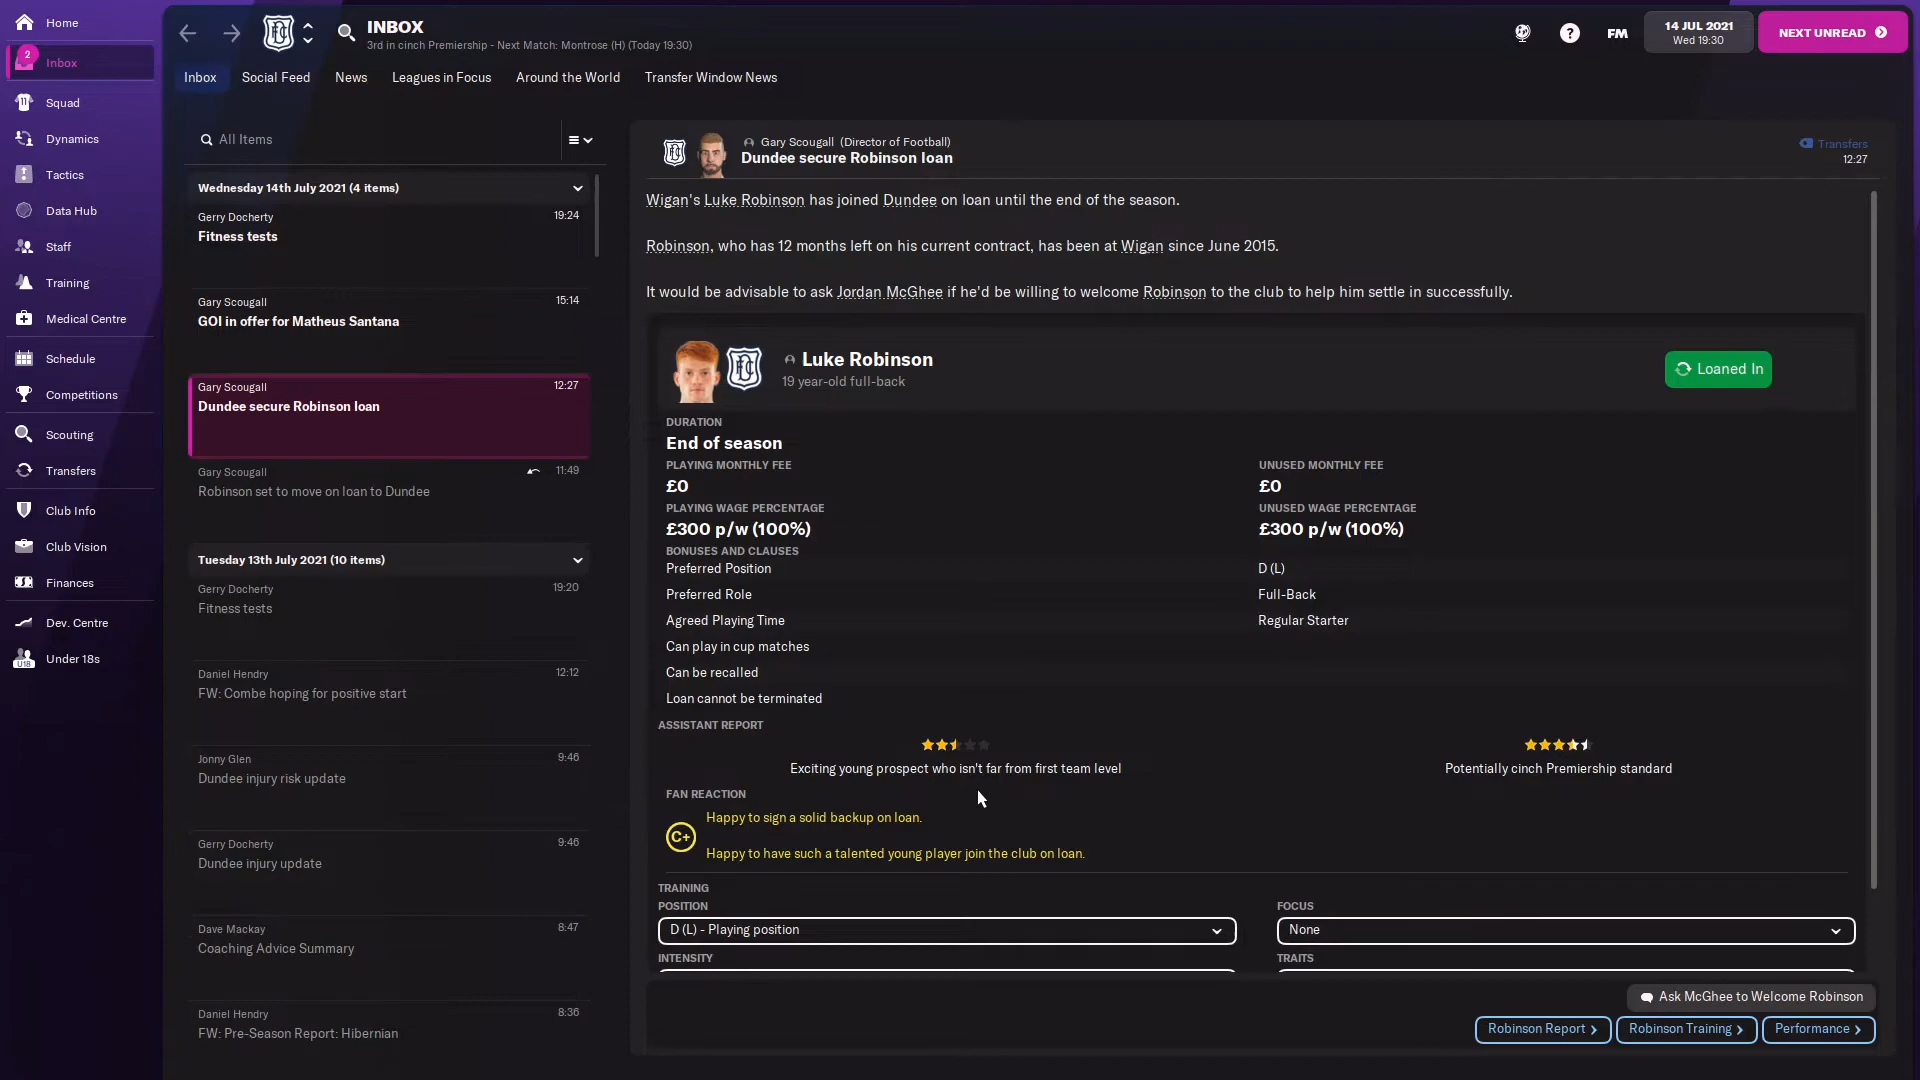 Home
INBOX
3rd in cinch Premiership - Next Match: Montrose (H) (Today 19:30)
FM
14 JUL 2021
Wed 19:30
NEXT UNREAD
2
Inbox
Squad
Dynamics
Tactics
Data Hub
Staff
Training
Medical Centre
Schedule
Competitions
Scouting
Transfers
Club Info
Club Vision
Finances
Dev. Centre
U18
Under 18s
Inbox
Social Feed
News
Leagues in Focus
Around the World
Transfer Window News
All Items
Wednesday 14th July 2021 (4 items)
Gerry Docherty 19:24
Fitness tests
Gary Scougall 15:14
GOI in offer for Matheus Santana
Gary Scougall 12:27
Dundee secure Robinson loan
Gary Scougall 11:49
Robinson set to move on loan to Dundee
Tuesday 13th July 2021 (10 items)
Gerry Docherty 19:20
Fitness tests
Daniel Hendry 12:12
FW: Combe hoping for positive start
Jonny Glen 9:46
Dundee injury risk update
Gerry Docherty 9:46
Dundee injury update
Dave Mackay 8:47
Coaching Advice Summary
Daniel Hendry 8:36
FW: Pre-Season Report: Hibernian
Gary Scougall (Director of Football)
Dundee secure Robinson loan
Transfers
12:27
Wigan's Luke Robinson has joined Dundee on loan until the end of the season.
Robinson, who has 12 months left on his current contract, has been at Wigan since June 2015.
It would be advisable to ask Jordan McGhee if he'd be willing to welcome Robinson to the club to help him settle in successfully.
Luke Robinson
19 year-old full-back
Loaned In
DURATION
End of season
PLAYING MONTHLY FEE UNUSED MONTHLY FEE
£0 £0
PLAYING WAGE PERCENTAGE UNUSED WAGE PERCENTAGE
£300 p/w (100%) £300 p/w (100%)
BONUSES AND CLAUSES
Preferred Position D (L)
Preferred Role Full-Back
Agreed Playing Time Regular Starter
Can play in cup matches
Can be recalled
Loan cannot be terminated
ASSISTANT REPORT
Exciting young prospect who isn't far from first team level Potentially cinch Premiership standard
FAN REACTION
C+
Happy to sign a solid backup on loan.
Happy to have such a talented young player join the club on loan.
TRAINING
POSITION FOCUS
D (L) - Playing position None
INTENSITY TRAITS
Ask McGhee to Welcome Robinson
Robinson Report
Robinson Training
Performance